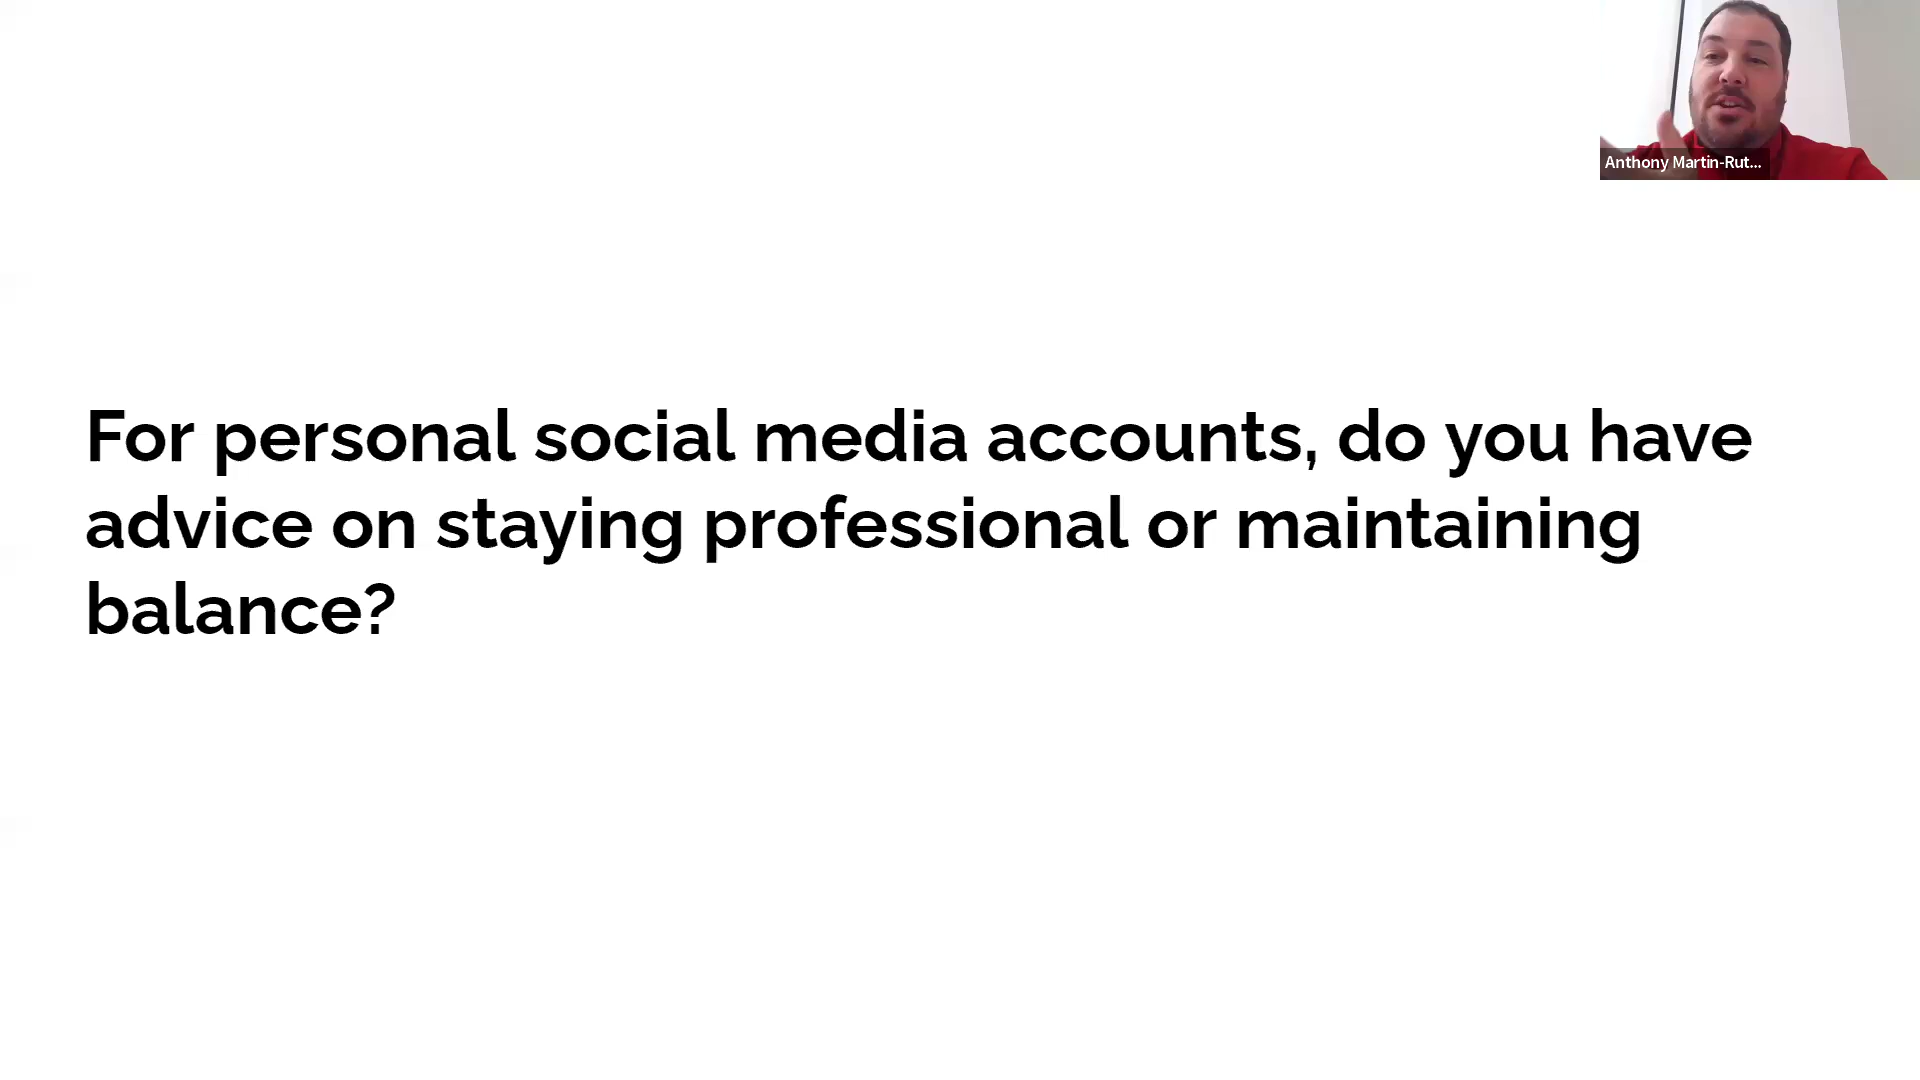 Anthony Martin-Rut...
For personal social media accounts, do you have
advice on staying professional or maintaining
balance?